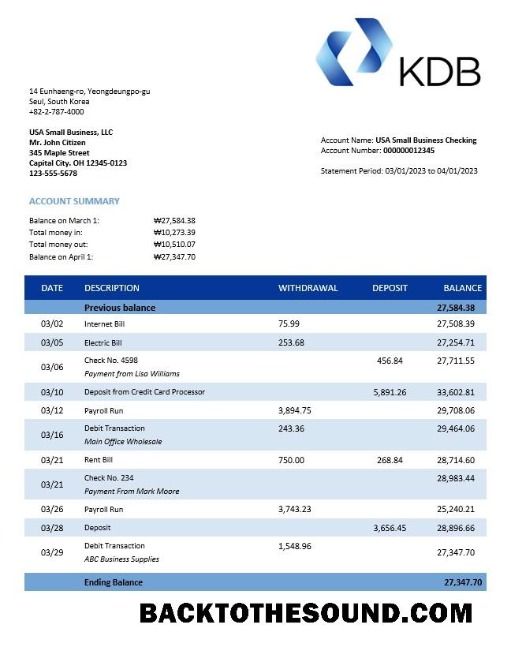 KDB
14 Eunhaeng-ro, Yeongdeungpo-gu
Seul, South Korea
+82-2-787-4000
USA Small Business, LLC
Mr. John Citizen
345 Maple Street
Capital City. OH 12345-0123
123-555-5678
Account Name: USA Small Business Checking
Account Number: 000000012345
Statement Period: 03/01/2023 to 04/01/2023
ACCOUNT SUMMARY
Balance on March 1: ₩27,584.38
Total money in: ₩10,273.39
Total money out: ₩10,510.07
Balance on April 1: ₩27,347.70
DATE DESCRIPTION WITHDRAWAL DEPOSIT BALANCE
Previous balance 27,584.38
03/02 Internet Bill 75.99 27,508.39
03/05 Electric Bill 253.68 27,254.71
03/06 Check No. 4598 456.84 27,711.55
Payment from Lisa Williams
03/10 Deposit from Credit Card Processor 5,891.26 33,602.81
03/12 Payroll Run 3,894.75 29,708.06
03/16 Debit Transaction 243.36 29,464.06
Main Office Wholesale
03/21 Rent Bill 750.00 268.84 28,714.60
03/21 Check No. 234 28,983.44
Payment From Mark Moore
03/26 Payroll Run 3,743.23 25,240.21
03/28 Deposit 3,656.45 28,896.66
03/29 Debit Transaction 1,548.96 27,347.70
ABC Business Supplies
Ending Balance 27,347.70
BACKTOTHESOUND.COM